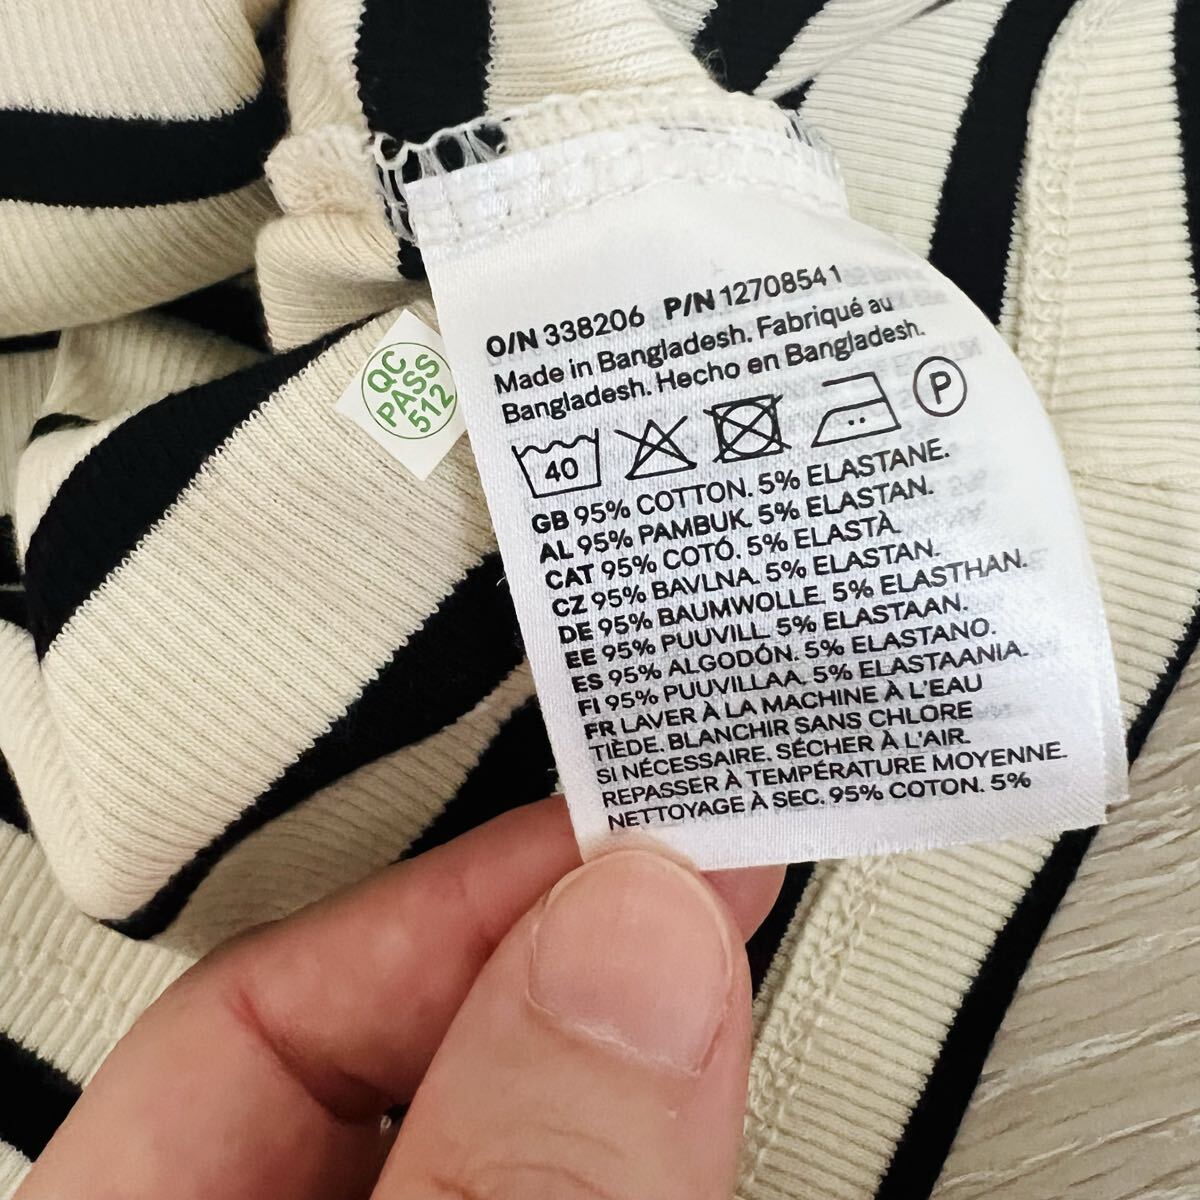 O/N 338206 P/N 12708541
Made in Bangladesh. Fabriqué au
Bangladesh. Hecho en Bangladesh.
40
P
GB 95% COTTON. 5% ELASTANE.
AL 95% PAMBUK. 5% ELASTAN.
CAT 95% COTÓ. 5% ELASTÀ.
CZ 95% BAVLNA. 5% ELASTAN.
DE 95% BAUMWOLLE. 5% ELASTHAN.
EE 95% PUUVILL. 5% ELASTAAN.
ES 95% ALGODÓN. 5% ELASTANO.
FI 95% PUUVILLAA. 5% ELASTAANIA.
FR LAVER À LA MACHINE À L'EAU
TIÈDE. BLANCHIR SANS CHLORE
SI NÉCESSAIRE. SÉCHER À L'AIR.
REPASSER À TEMPÉRATURE MOYENNE.
NETTOYAGE À SEC. 95% COTON. 5%
QC
PASS
512